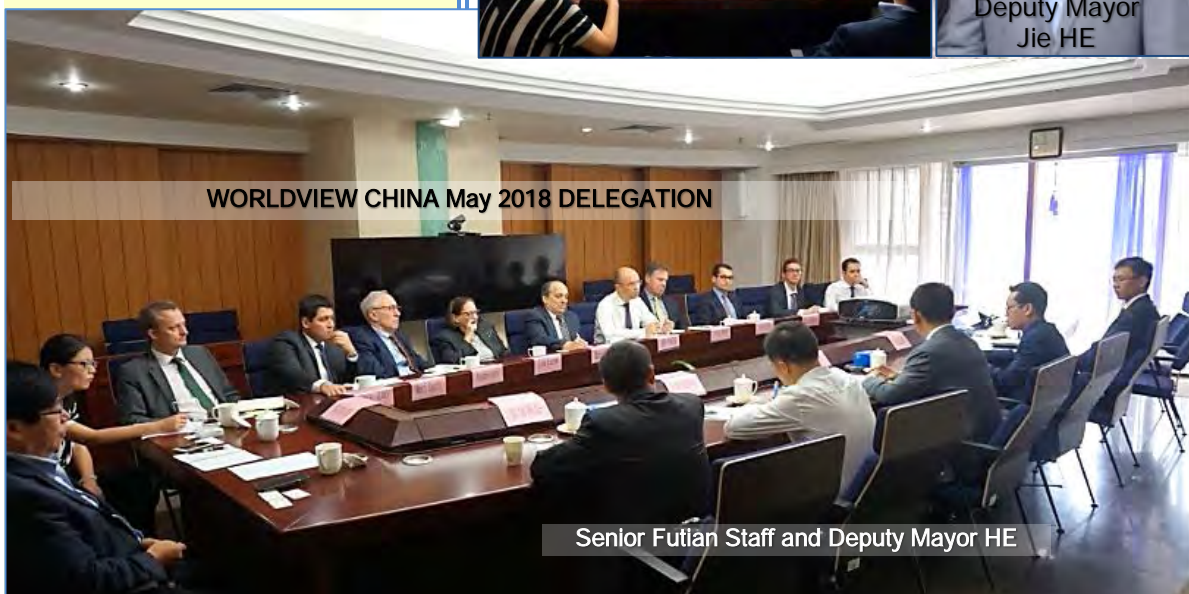 Deputy Mayor
Jie HE
WORLDVIEW CHINA May 2018 DELEGATION
Senior Futian Staff and Deputy Mayor HE